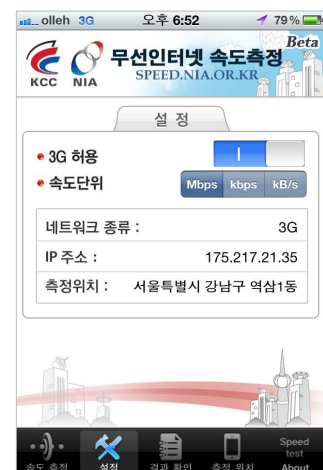 olleh 3G 오후 6:52 79%
Beta
KCC NIA 무선인터넷 속도측정
SPEED.NIA.OR.KR
설 정
3G 허용
속도단위 Mbps kbps kB/s
네트워크 종류 : 3G
IP 주소 : 175.217.21.35
측정위치 : 서울특별시 강남구 역삼1동
속도 측정 설정 결과 확인 측정 위치 Speed test About